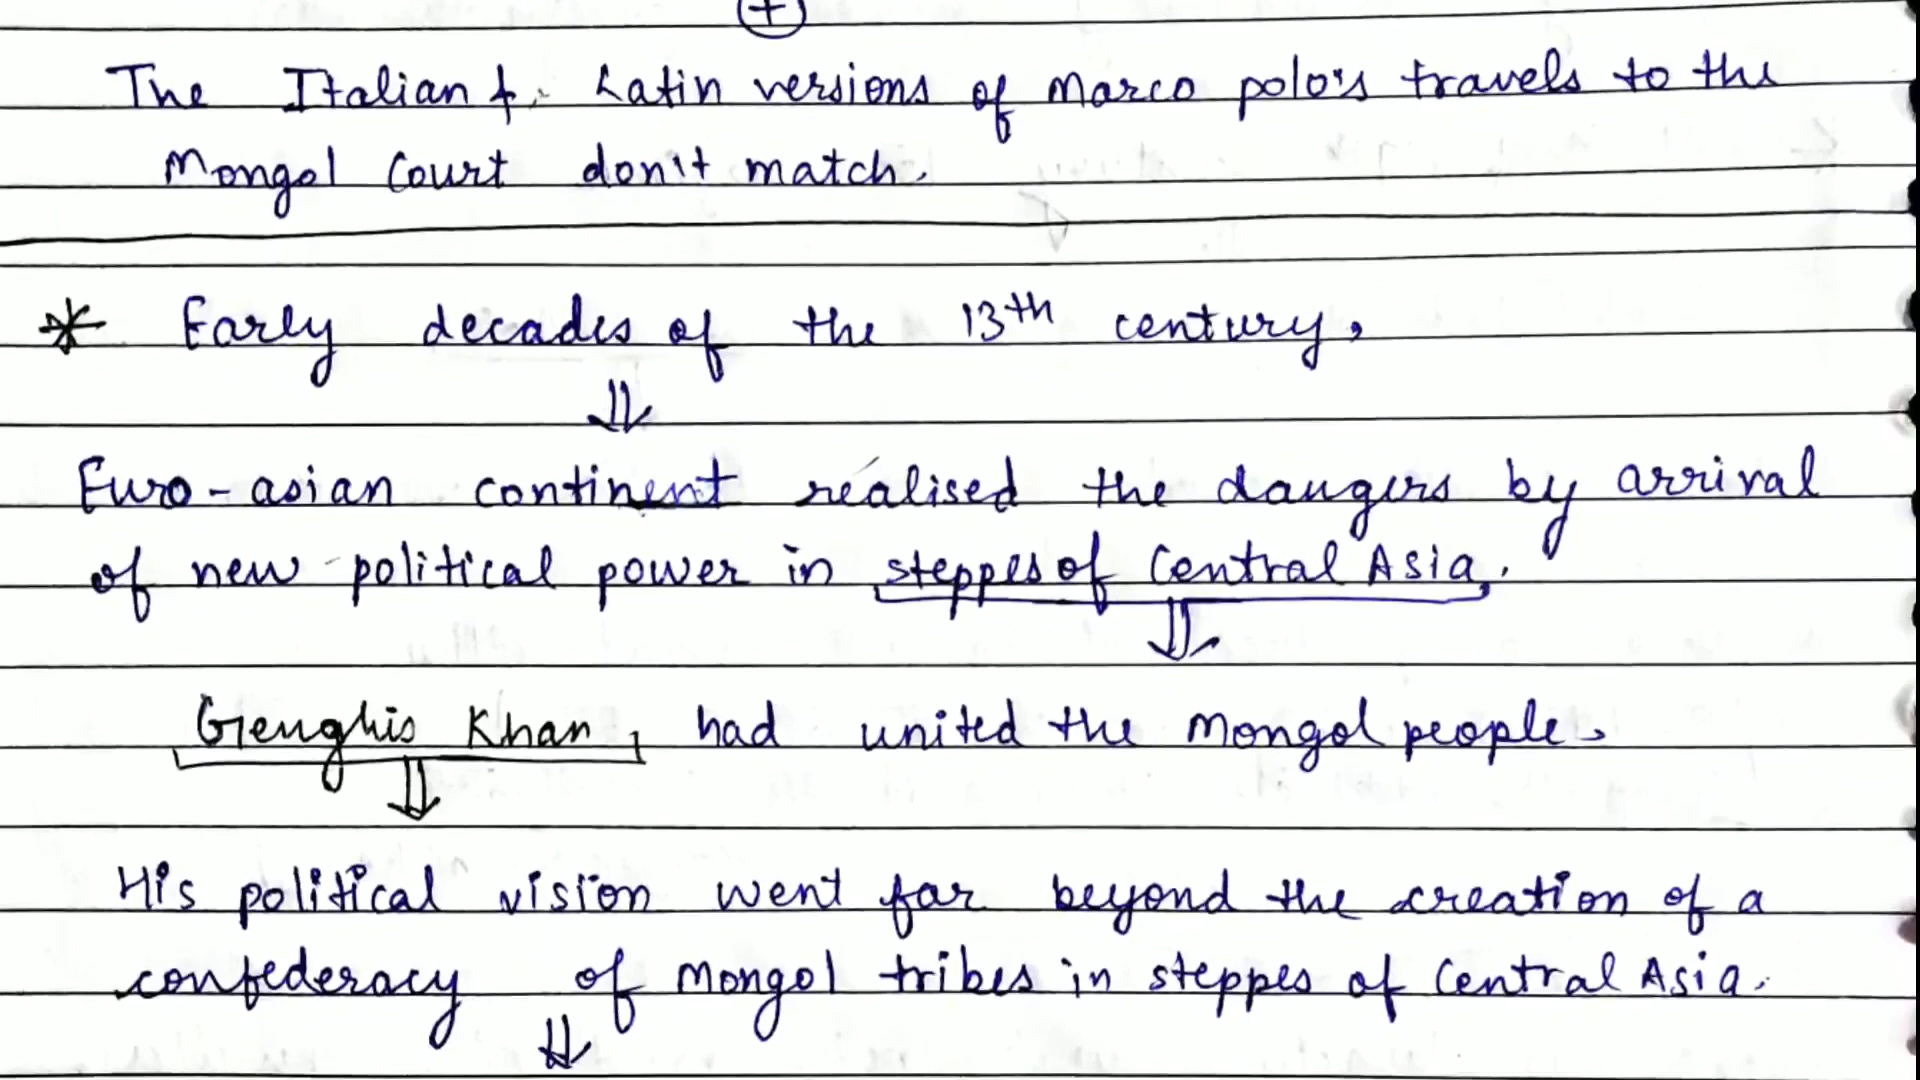 +
The Italian & Latin versions of Marco polo's travels to the
Mongol Court don't match.
* Early decades of the 13th century,
⇓
Euro-asian continent realised the dangers by arrival
of new political power in steppes of Central Asia.
⇓
Genghis Khan, had united the Mongol people.
⇓
His political vision went far beyond the creation of a
confederacy of Mongol tribes in steppes of Central Asia.
⇓